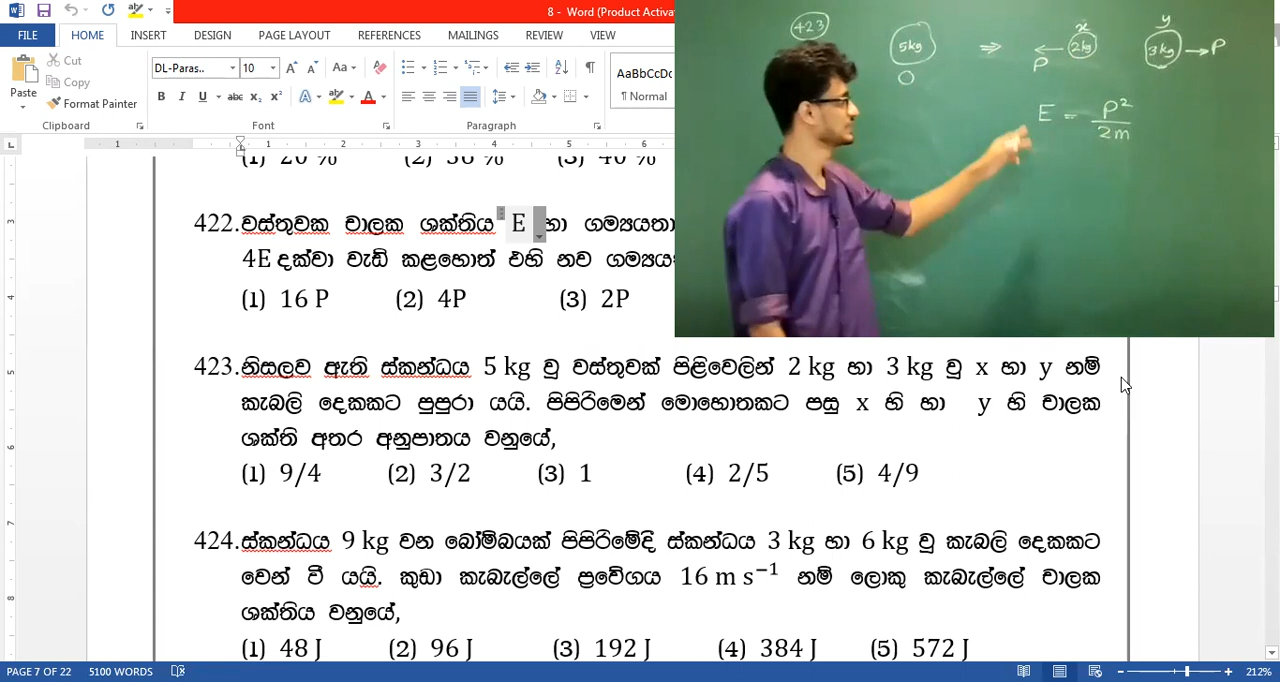 8 - Word (Product Activa
FILE HOME INSERT DESIGN PAGE LAYOUT REFERENCES MAILINGS REVIEW VIEW
Cut
Copy
Format Painter
Paste
DL-Paras.. 10
AaBbCcDc
¶ Normal
Clipboard Font Paragraph
423
5kg ⇒ ← 2kg 3kg → P
x y
O P
E = P²/2m
(1) 20 % (2) 36 % (3) 40 %
422. වස්තුවක චාලක ශක්තිය E හා ගම්‍යතා
4E දක්වා වැඩි කළහොත් එහි නව
(1) 16 P (2) 4P (3) 2P
423. නිසලව ඇති ස්කන්ධය 5 kg වූ වස්තුවක් පිළිවෙලින් 2 kg හා 3 kg වූ x හා y නම්
කැබලි දෙකකට පුපුරා යයි. පිපිරීමෙන් මොහොතකට පසු x හි හා y හි චාලක
ශක්ති අතර අනුපාතය වනුයේ,
(1) 9/4 (2) 3/2 (3) 1 (4) 2/5 (5) 4/9
424. ස්කන්ධය 9 kg වන බෝම්බයක් පිපිරීමේදි ස්කන්ධය 3 kg හා 6 kg වූ කැබලි දෙකකට
වෙන් වී යයි. කුඩා කැබැල්ලේ ප්‍රවේගය 16 m s⁻¹ නම් ලොකු කැබැල්ලේ චාලක
ශක්තිය වනුයේ,
(1) 48 J (2) 96 J (3) 192 J (4) 384 J (5) 572 J
PAGE 7 OF 22 5100 WORDS 212%